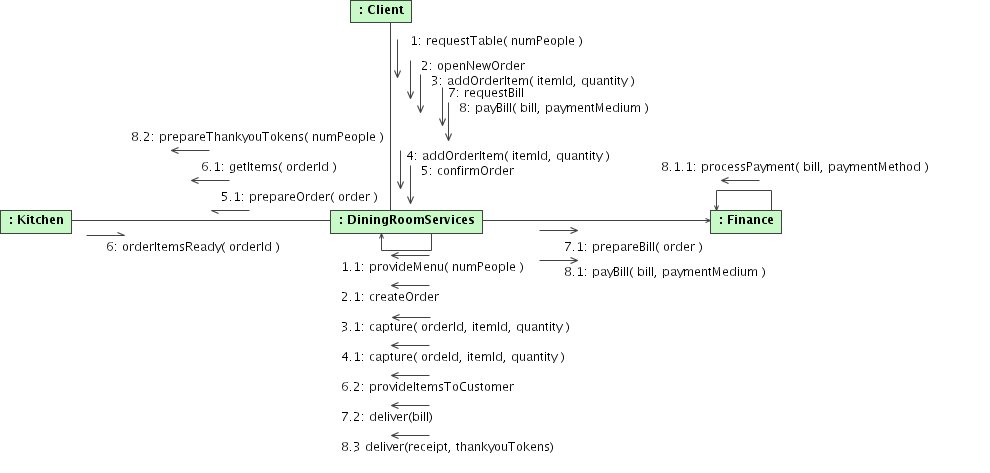 : Client
1: requestTable( numPeople )
2: openNewOrder
3: addOrderItem( itemId, quantity )
7: requestBill
8: payBill( bill, paymentMedium )
8.2: prepareThankyouTokens( numPeople )
4: addOrderItem( itemId, quantity )
6.1: getItems( orderId )
5: confirmOrder
8.1.1: processPayment( bill, paymentMethod )
5.1: prepareOrder( order )
: Kitchen
: DiningRoomServices
: Finance
6: orderItemsReady( orderId )
7.1: prepareBill( order )
1.1: provideMenu( numPeople )
8.1: payBill( bill, paymentMedium )
2.1: createOrder
3.1: capture( orderId, itemId, quantity )
4.1: capture( ordeId, itemId, quantity )
6.2: provideItemsToCustomer
7.2: deliver(bill)
8.3 deliver(receipt, thankyouTokens)